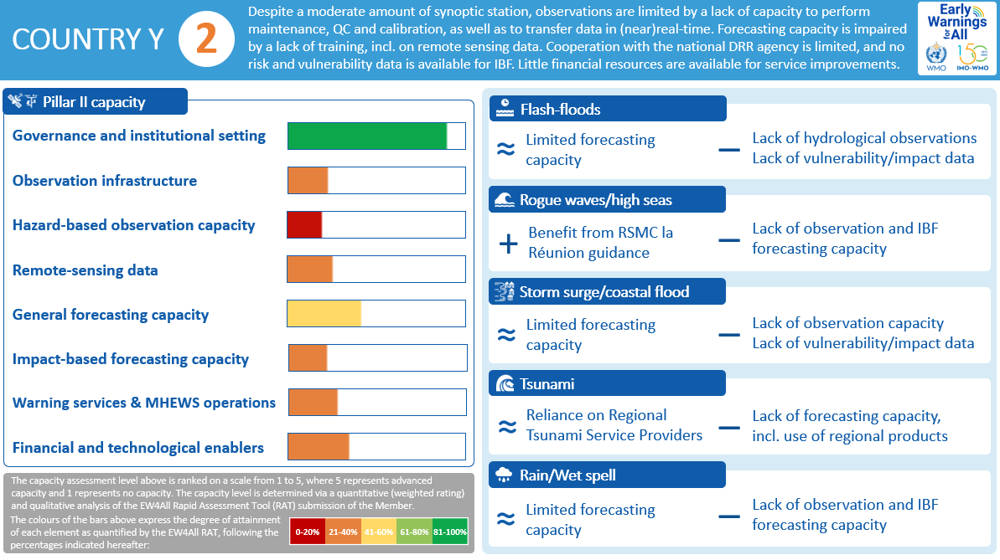 COUNTRY Y
2
Despite a moderate amount of synoptic station, observations are limited by a lack of capacity to perform
maintenance, QC and calibration, as well as to transfer data in (near)real-time. Forecasting capacity is impaired
by a lack of training, incl. on remote sensing data. Cooperation with the national DRR agency is limited, and no
risk and vulnerability data is available for IBF. Little financial resources are available for service improvements.
Early
Warnings
for All
WMO
150
IMO-WMO
Pillar II capacity
Governance and institutional setting
Observation infrastructure
Hazard-based observation capacity
Remote-sensing data
General forecasting capacity
Impact-based forecasting capacity
Warning services & MHEWS operations
Financial and technological enablers
The capacity assessment level above is ranked on a scale from 1 to 5, where 5 represents advanced
capacity and 1 represents no capacity. The capacity level is determined via a quantitative (weighted rating)
and qualitative analysis of the EW4All Rapid Assessment Tool (RAT) submission of the Member.
The colours of the bars above express the degree of attainment
of each element as quantified by the EW4All RAT, following the
percentages indicated hereafter:
0-20% 21-40% 41-60% 61-80% 81-100%
Flash-floods
≈ Limited forecasting
capacity
— Lack of hydrological observations
Lack of vulnerability/impact data
Rogue waves/high seas
+ Benefit from RSMC la
Réunion guidance
— Lack of observation and IBF
forecasting capacity
Storm surge/coastal flood
≈ Limited forecasting
capacity
— Lack of observation capacity
Lack of vulnerability/impact data
Tsunami
≈ Reliance on Regional
Tsunami Service Providers
— Lack of forecasting capacity,
incl. use of regional products
Rain/Wet spell
≈ Limited forecasting
capacity
— Lack of observation and IBF
forecasting capacity